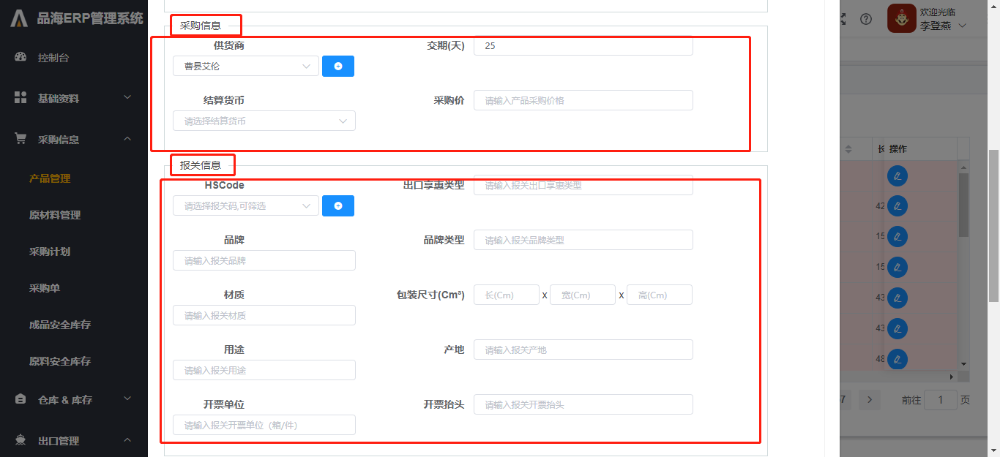 品海ERP管理系统
控制台
基础资料
采购信息
产品管理
原材料管理
采购计划
采购单
成品安全库存
原料安全库存
仓库 & 库存
出口管理
采购信息
供货商
曹县艾伦
交期(天)
25
结算货币
请选择结算货币
采购价
请输入产品采购价格
报关信息
HSCode
请选择报关码,可筛选
出口享惠类型
请输入报关出口享惠类型
品牌
请输入报关品牌
品牌类型
请输入报关品牌类型
材质
请输入报关材质
包装尺寸(Cm³)
长(Cm) x 宽(Cm) x 高(Cm)
用途
请输入报关用途
产地
请输入报关产地
开票单位
请输入报关开票单位（箱/件）
开票抬头
请输入报关开票抬头
欢迎光临
李登燕
长 操作
42
15
15
43
43
48
7
前往 1 页